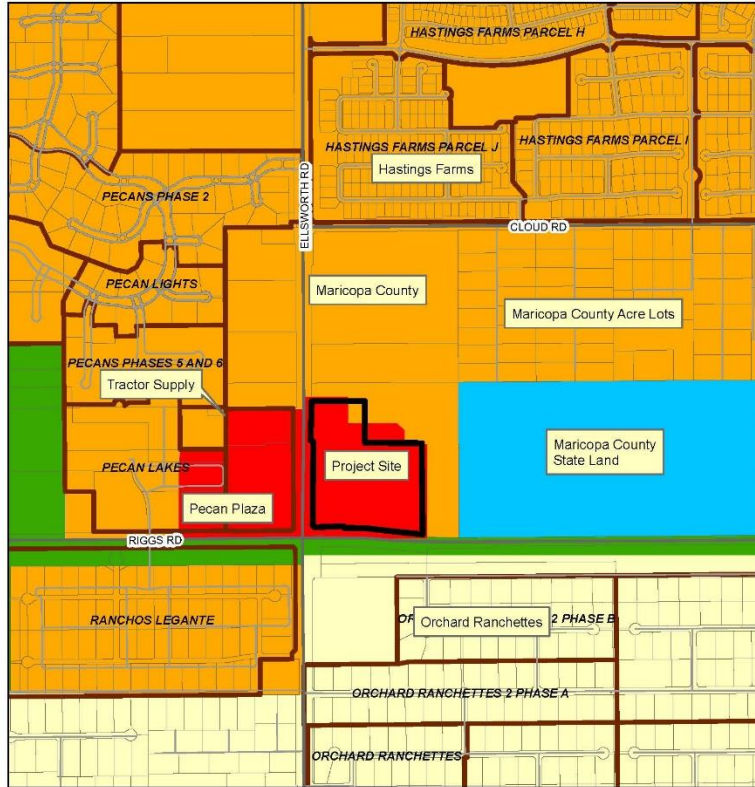 HASTINGS FARMS PARCEL H
HASTINGS FARMS PARCEL J
HASTINGS FARMS PARCEL I
Hastings Farms
PECANS PHASE 2
ELLSWORTH RD
CLOUD RD
PECAN LIGHTS
Maricopa County
Maricopa County Acre Lots
PECANS PHASES 5 AND 6
Tractor Supply
PECAN LAKES
Project Site
Maricopa County
State Land
Pecan Plaza
RIGGS RD
RANCHOS LEGANTE
OR
2 PHASE B
Orchard Ranchettes
ORCHARD RANCHETTES 2 PHASE A
ORCHARD RANCHETTES